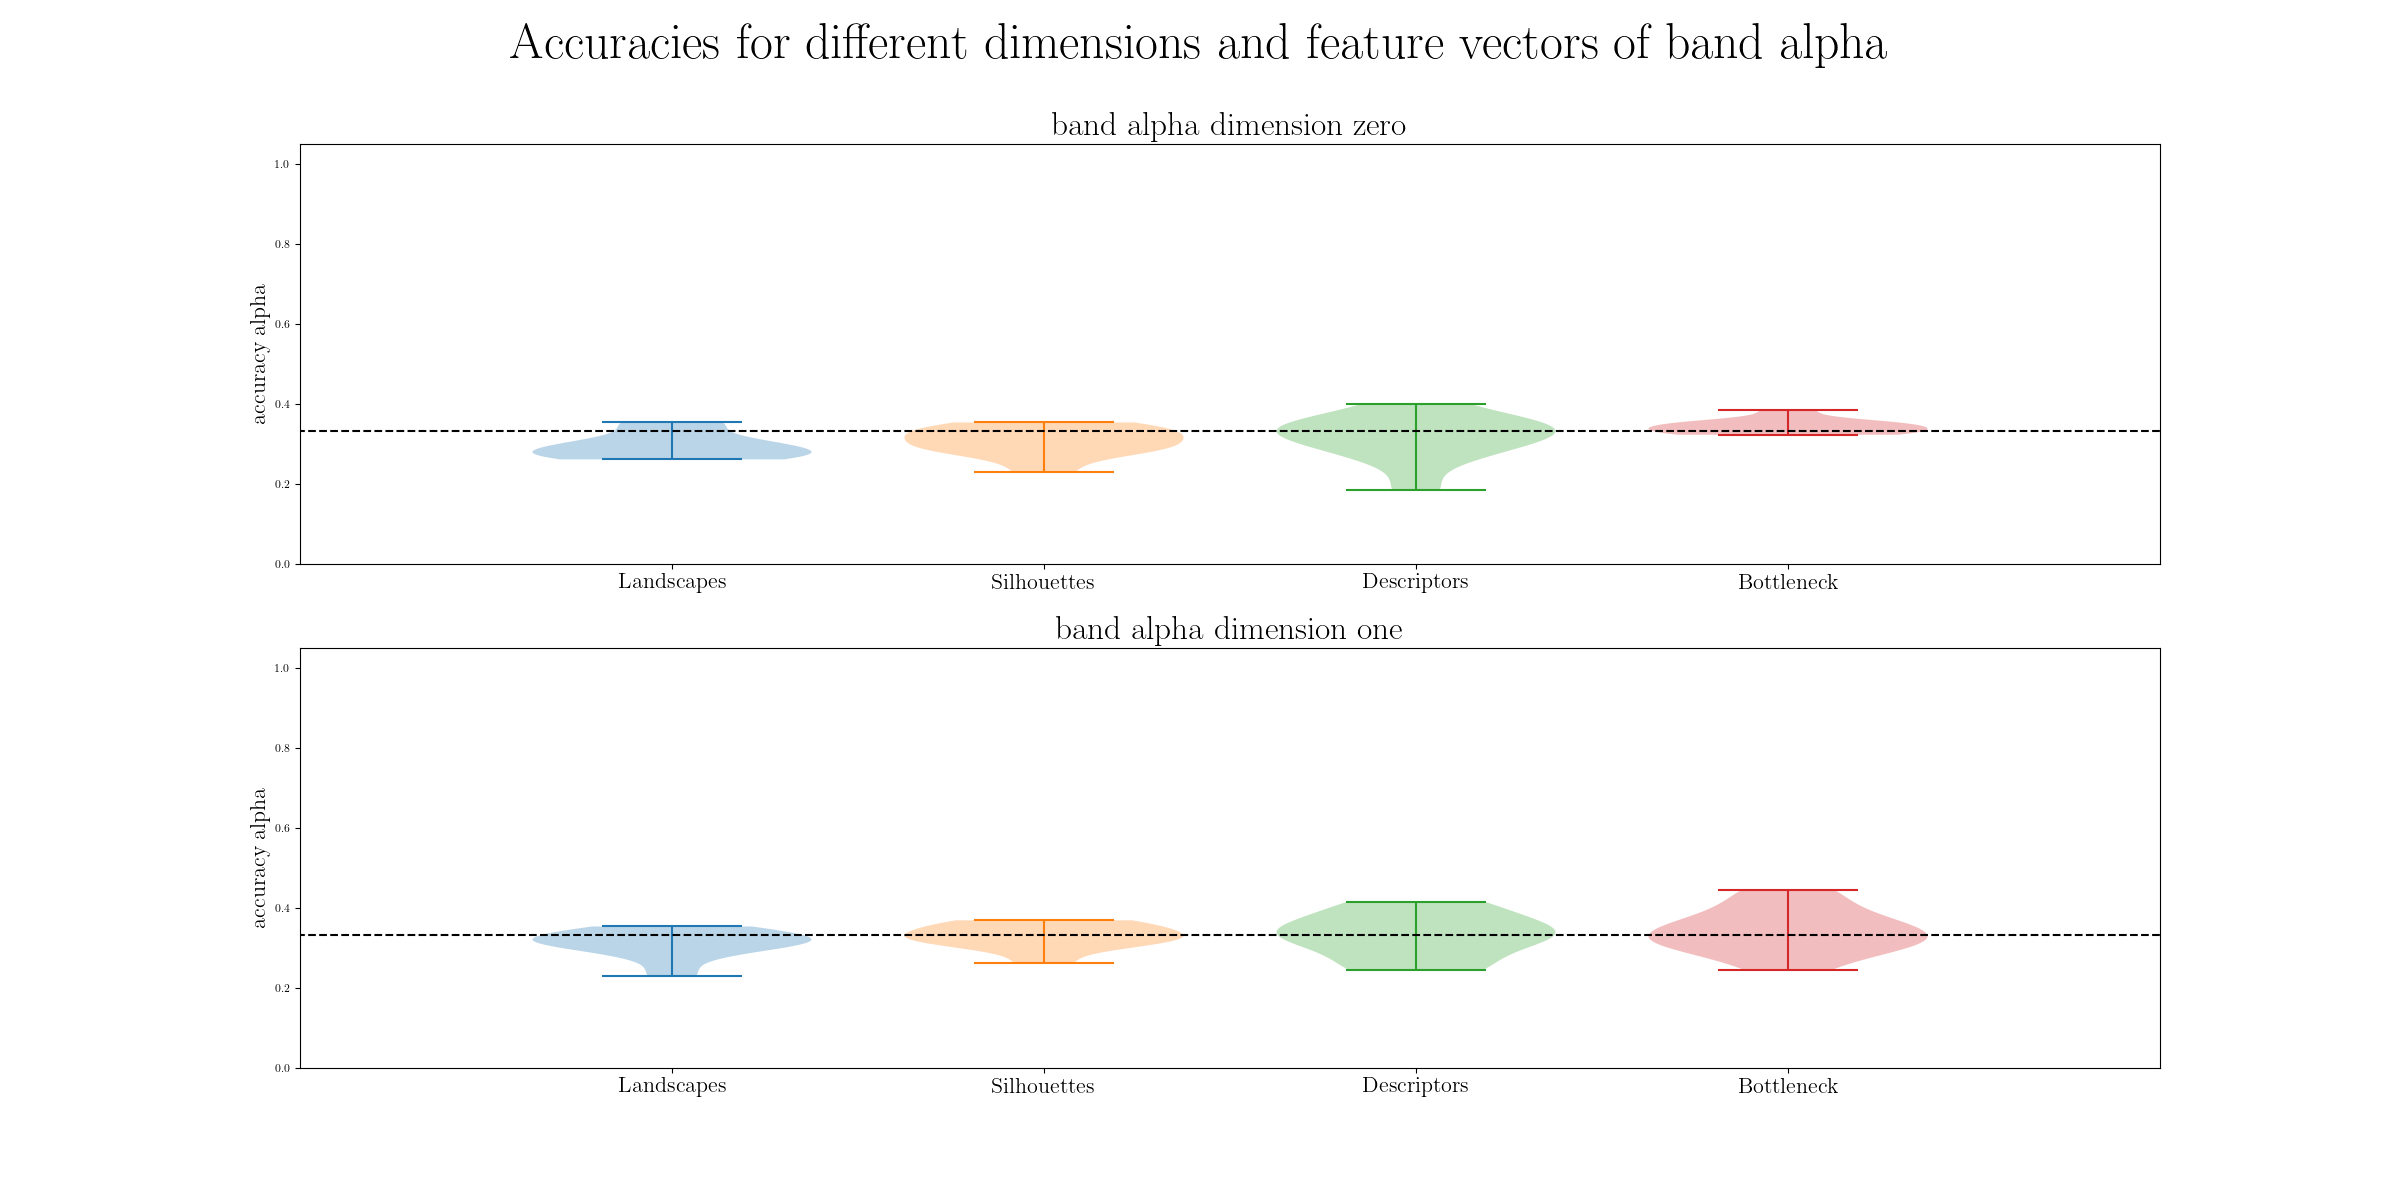 Accuracies for different dimensions and feature vectors of band alpha
band alpha dimension zero
1.0
0.8
0.6
0.4
0.2
0.0
accuracy alpha
Landscapes Silhouettes Descriptors Bottleneck
band alpha dimension one
1.0
0.8
0.6
0.4
0.2
0.0
accuracy alpha
Landscapes Silhouettes Descriptors Bottleneck